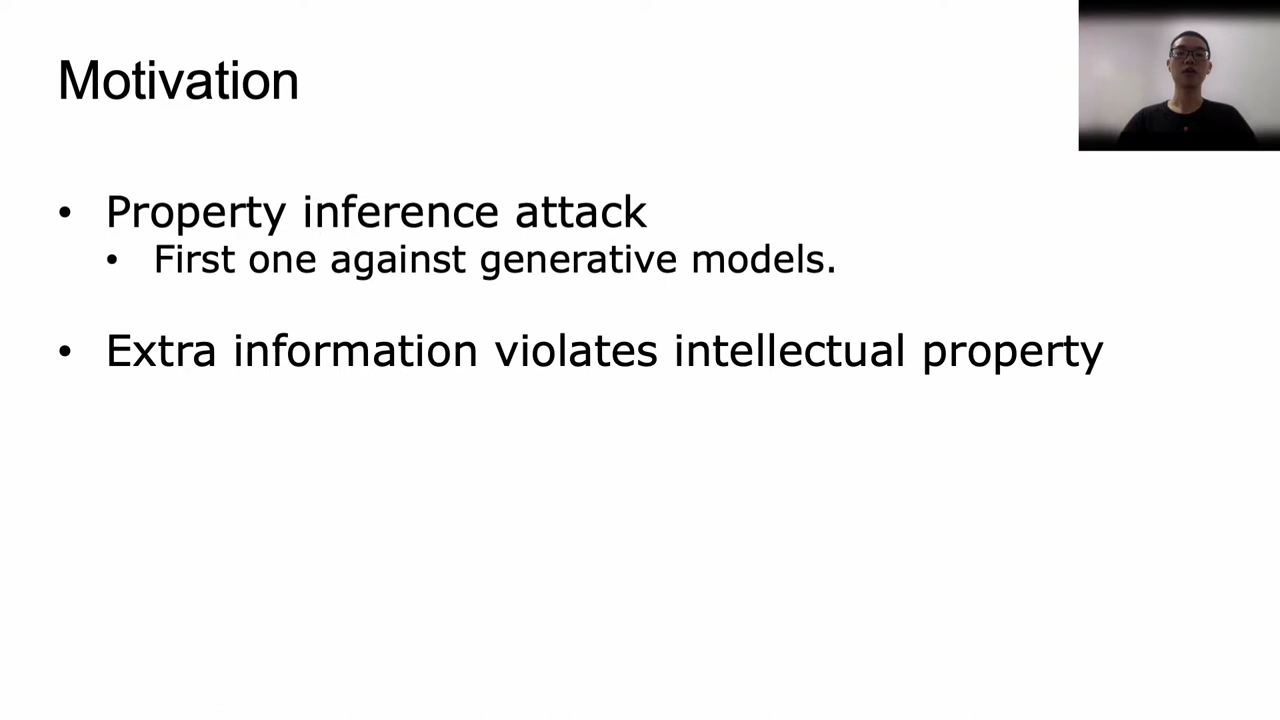 Motivation
• Property inference attack
• First one against generative models.
• Extra information violates intellectual property